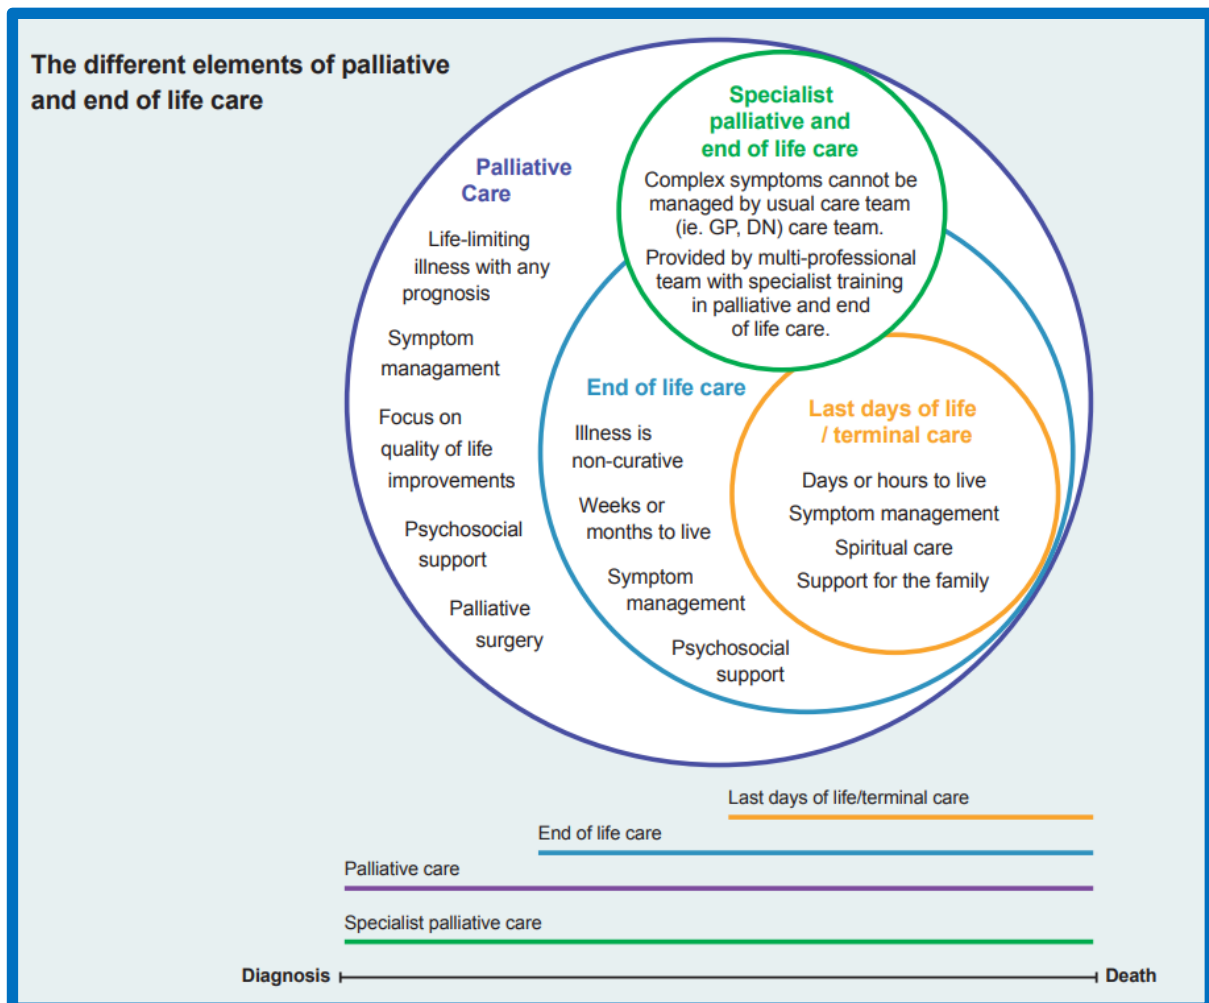 The different elements of palliative
and end of life care
Palliative
Care
Life-limiting
illness with any
prognosis
Symptom
managament
Focus on
quality of life
improvements
Psychosocial
support
Palliative
surgery
Specialist
palliative and
end of life care
Complex symptoms cannot be
managed by usual care team
(ie. GP, DN) care team.
Provided by multi-professional
team with specialist training
in palliative and end
of life care.
End of life care
Illness is
non-curative
Weeks or
months to live
Symptom
management
Psychosocial
support
Last days of life
/ terminal care
Days or hours to live
Symptom management
Spiritual care
Support for the family
Last days of life/terminal care
End of life care
Palliative care
Specialist palliative care
Diagnosis
Death